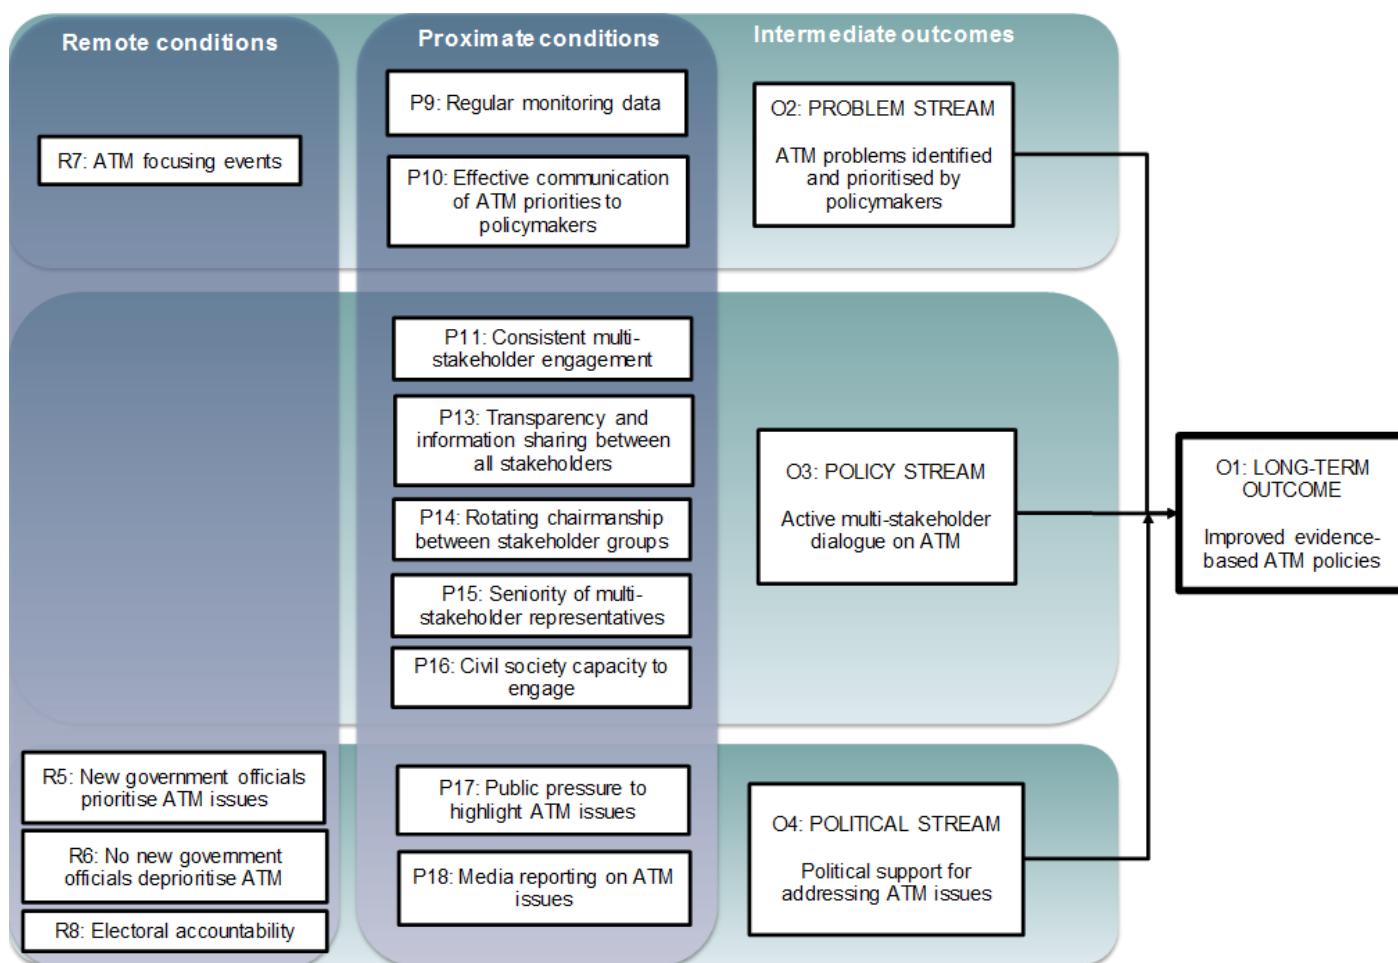 Remote conditions
Proximate conditions
Intermediate outcomes
R7: ATM focusing events
P9: Regular monitoring data
P10: Effective communication
of ATM priorities to
policymakers
O2: PROBLEM STREAM
ATM problems identified
and prioritised by
policymakers
P11: Consistent multi-
stakeholder engagement
P13: Transparency and
information sharing between
all stakeholders
P14: Rotating chairmanship
between stakeholder groups
P15: Seniority of multi-
stakeholder representatives
P16: Civil society capacity to
engage
O3: POLICY STREAM
Active multi-stakeholder
dialogue on ATM
O1: LONG-TERM
OUTCOME
Improved evidence-
based ATM policies
R5: New government officials
prioritise ATM issues
R6: No new government
officials deprioritise ATM
R8: Electoral accountability
P17: Public pressure to
highlight ATM issues
P18: Media reporting on ATM
issues
O4: POLITICAL STREAM
Political support for
addressing ATM issues